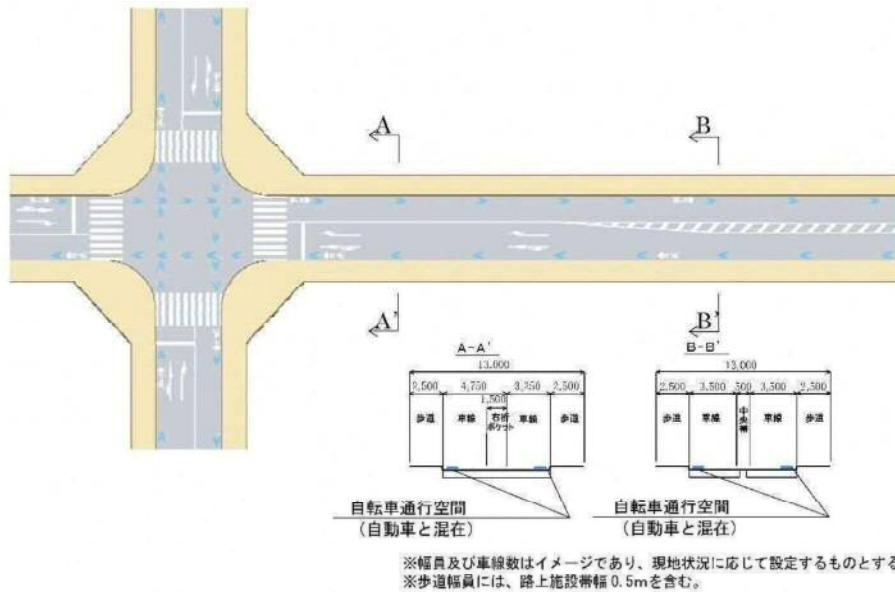 A
B
A'
B'
A-A'
13,000
2,500 4,750 3,250 2,500
1,500
歩道 車線 右折ポケット 車線 歩道
自転車通行空間
(自動車と混在)
B-B'
13,000
2,500 3,500 500 3,500 2,500
歩道 車線 中央帯 車線 歩道
自転車通行空間
(自動車と混在)
※幅員及び車線数はイメージであり、現地状況に応じて設定するものとする
※歩道幅員には、路上施設帯幅0.5mを含む。